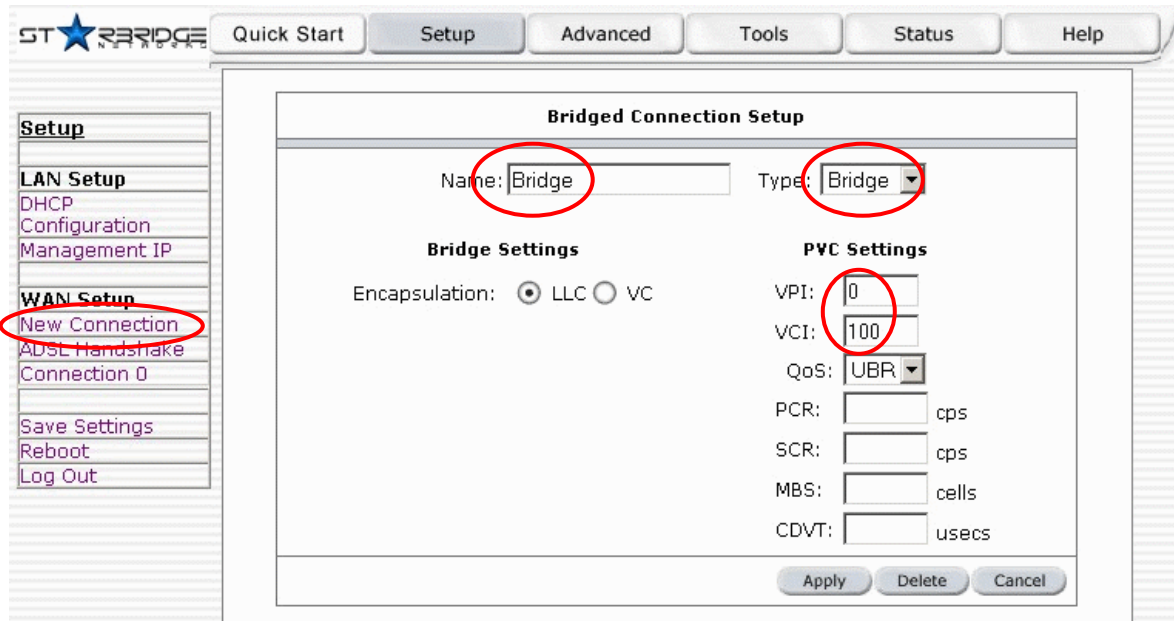 STARBRIDGE
NETWORKS
Quick Start
Setup
Advanced
Tools
Status
Help
Setup
LAN Setup
DHCP
Configuration
Management IP
WAN Setup
New Connection
ADSL Handshake
Connection 0
Save Settings
Reboot
Log Out
Bridged Connection Setup
Name: Bridge
Type: Bridge
Bridge Settings
Encapsulation: LLC VC
PVC Settings
VPI: 0
VCI: 100
QoS: UBR
PCR: cps
SCR: cps
MBS: cells
CDVT: usecs
Apply Delete Cancel